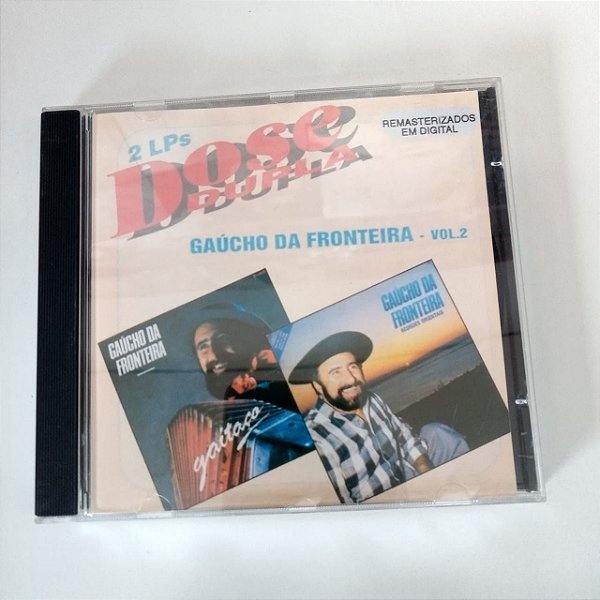 2 LPs
Dose
DUPLA
REMASTERIZADOS
EM DIGITAL
GAÚCHO DA FRONTEIRA - VOL.2
GAÚCHO DA
FRONTEIRA
gaitaço
GAÚCHO DA
FRONTEIRA